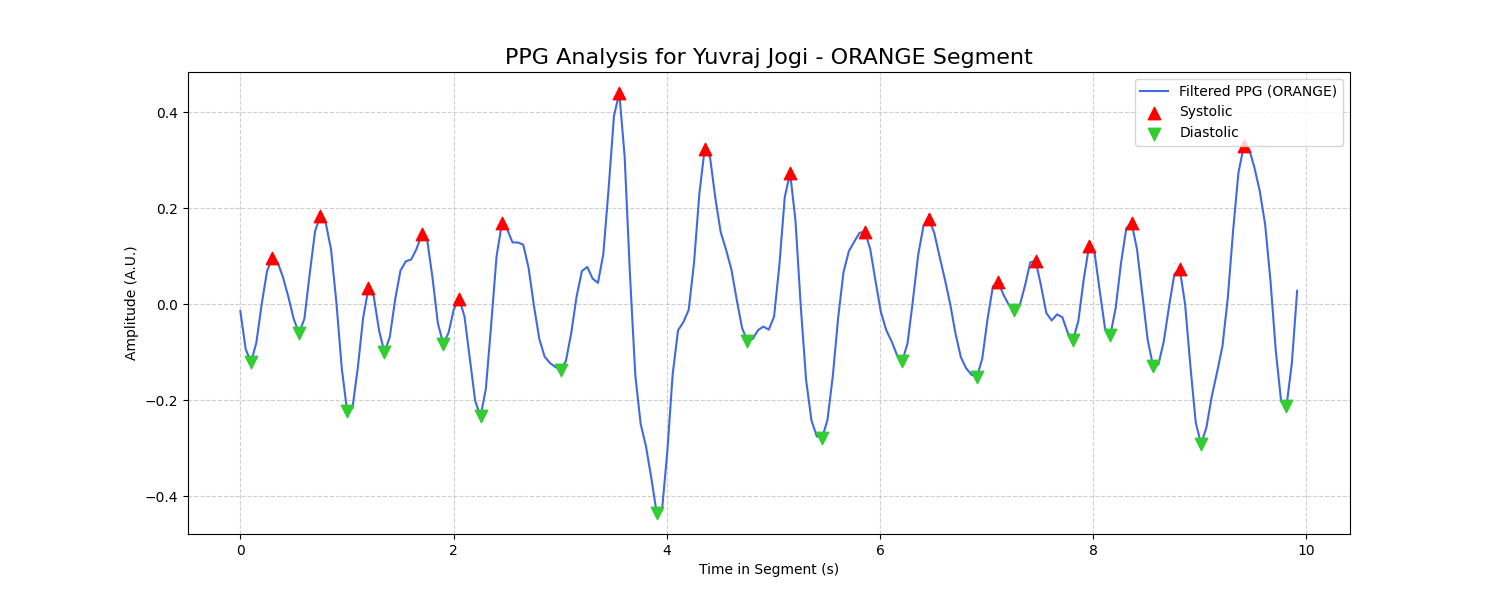 PPG Analysis for Yuvraj Jogi - ORANGE Segment
Filtered PPG (ORANGE)
Systolic
Diastolic
Amplitude (A.U.)
0.4
0.2
0.0
−0.2
−0.4
0 2 4 6 8 10
Time in Segment (s)